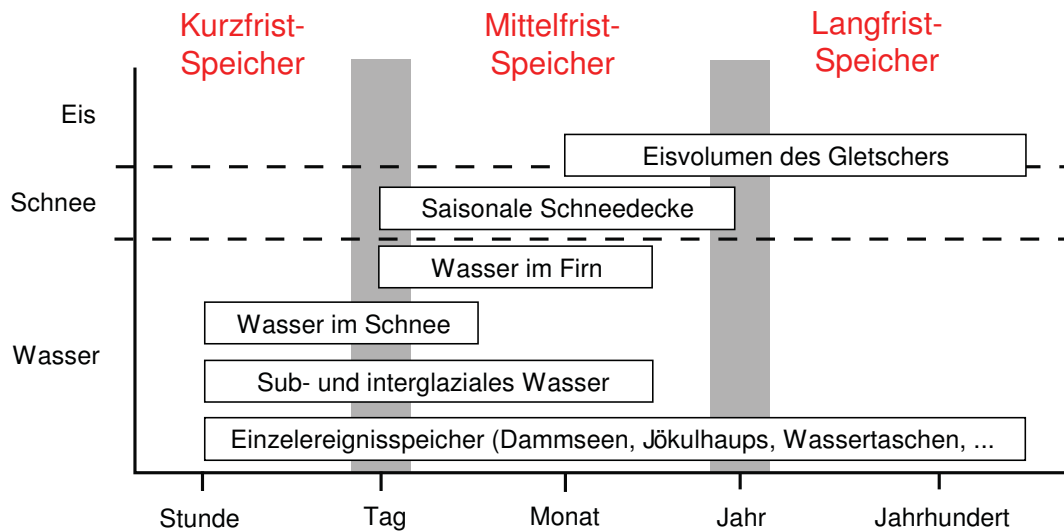 Kurzfrist-
Speicher
Mittelfrist-
Speicher
Langfrist-
Speicher
Eis
Eisvolumen des Gletschers
Schnee
Saisonale Schneedecke
Wasser im Firn
Wasser im Schnee
Wasser
Sub- und interglaziales Wasser
Einzelereignisspeicher (Dammseen, Jökulhaups, Wassertaschen, ...
Stunde
Tag
Monat
Jahr
Jahrhundert